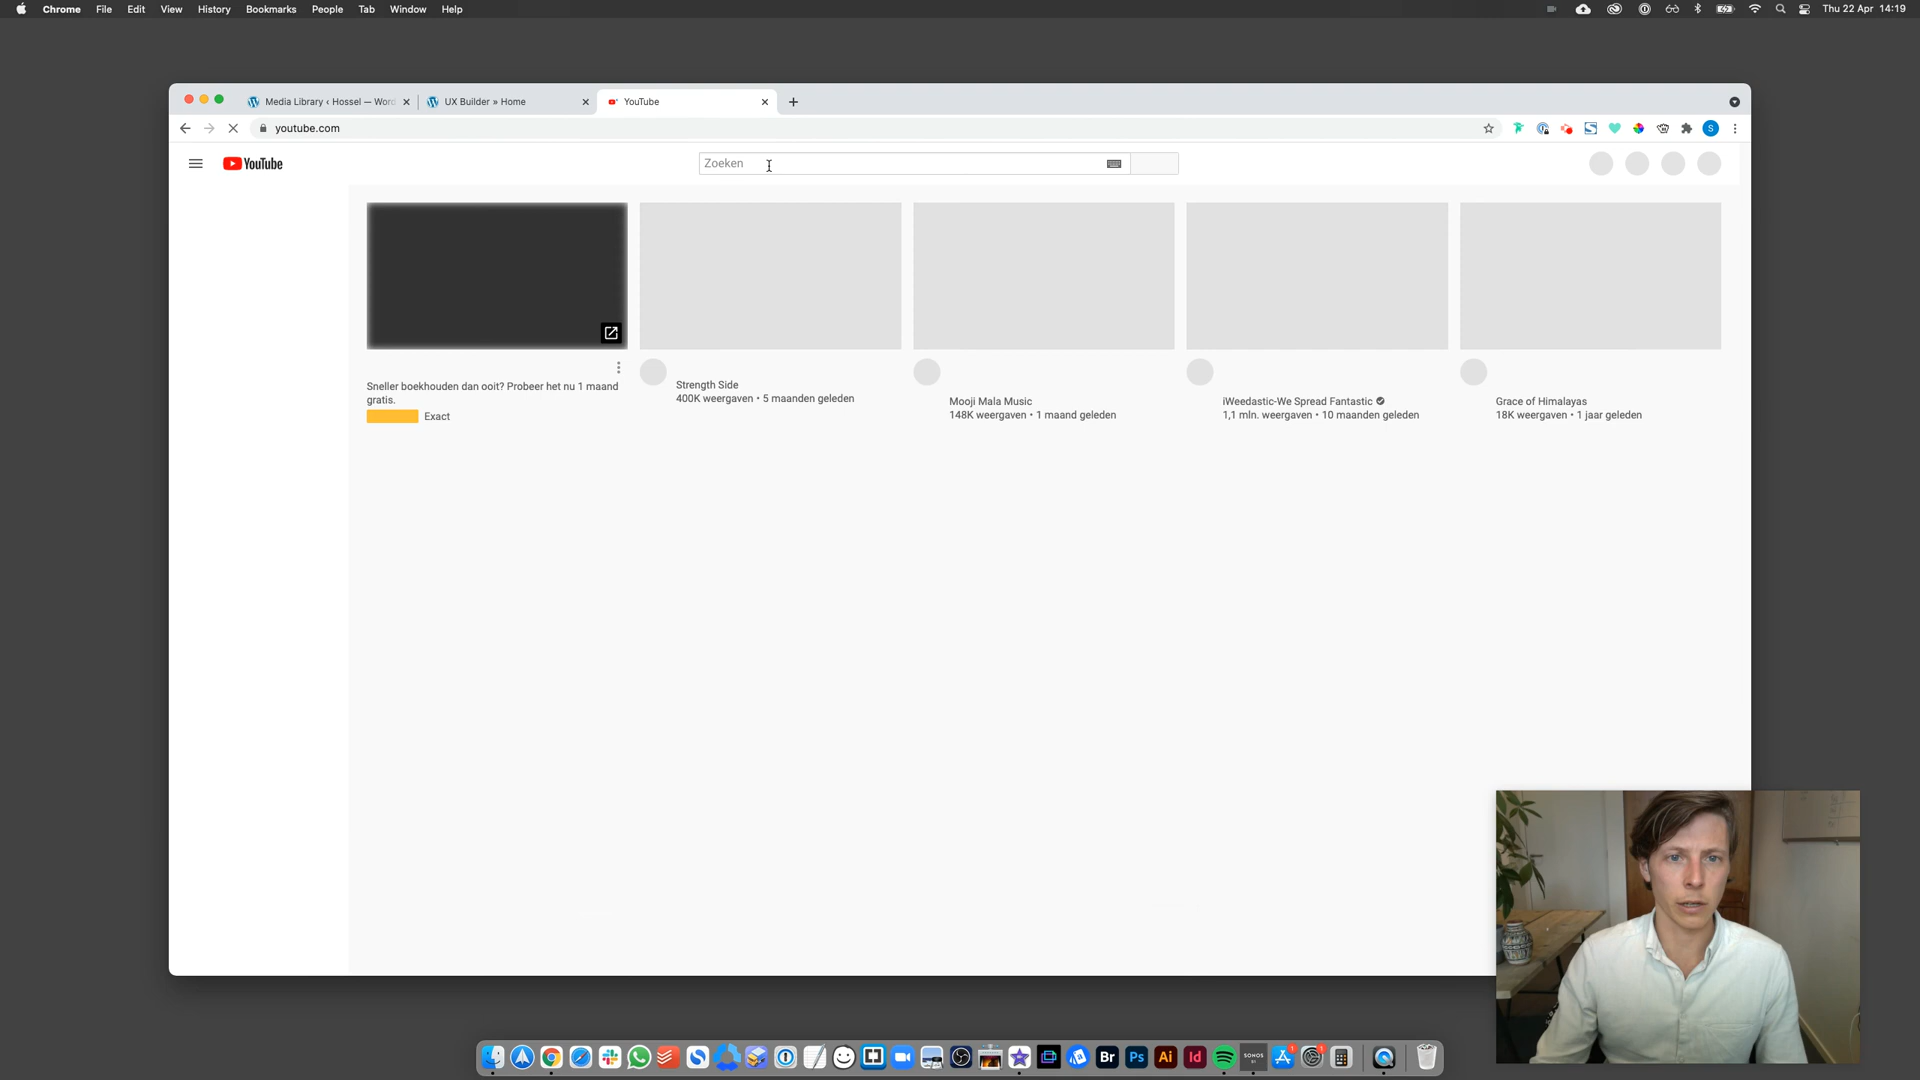 Chrome File Edit View History Bookmarks People Tab Window Help
Thu 22 Apr 14:19
Media Library ‹ Hossel — Word
UX Builder » Home
YouTube
youtube.com
YouTube
Zoeken
Sneller boekhouden dan ooit? Probeer het nu 1 maand
gratis.
Exact
Strength Side
400K weergaven • 5 maanden geleden
Mooji Mala Music
148K weergaven • 1 maand geleden
iWeedastic-We Spread Fantastic
1,1 mln. weergaven • 10 maanden geleden
Grace of Himalayas
18K weergaven • 1 jaar geleden
S
Br Ps Ai Id SONOS 1 1